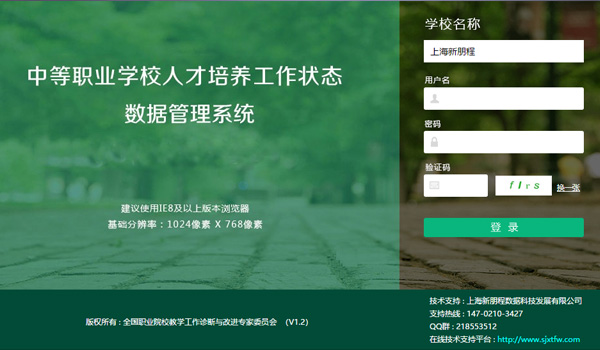 中等职业学校人才培养工作状态
数据管理系统
建议使用IE8及以上版本浏览器
基础分辨率：1024像素 X 768像素
学校名称
上海新朋程
用户名
密码
验证码
f l r s
换一张
登 录
版权所有：全国职业院校教学工作诊断与改进专家委员会 （V1.2）
技术支持：上海新朋程数据科技发展有限公司
支持热线：147-0210-3427
QQ群：218553512
在线技术支持平台：http://www.sjxtfw.com